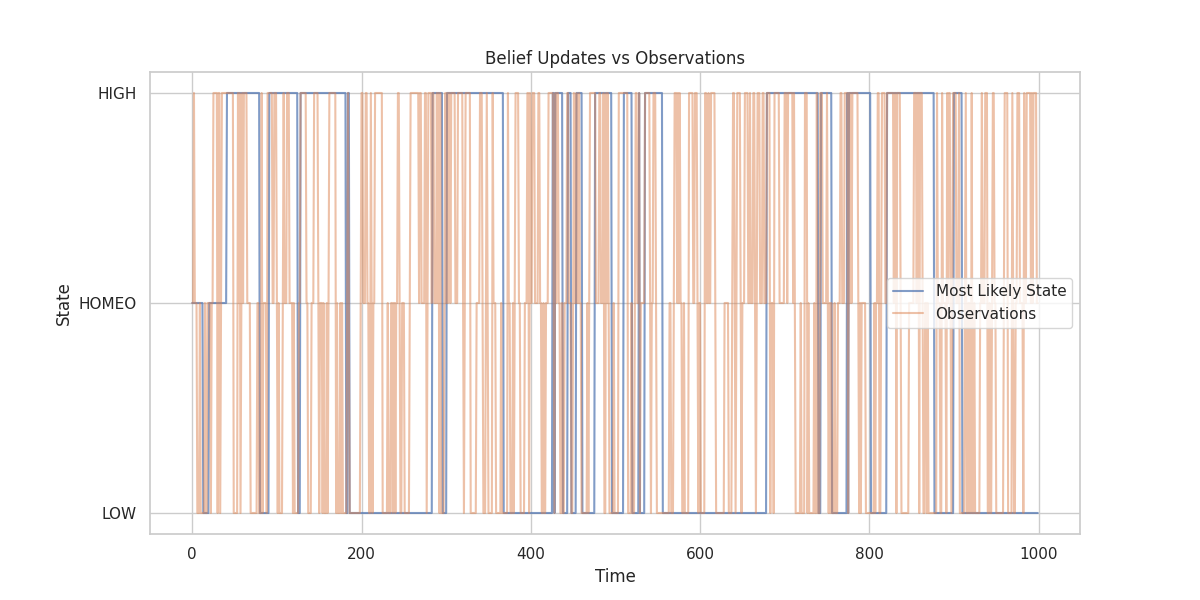 Belief Updates vs Observations
HIGH
HOMEO
LOW
State
Most Likely State
Observations
0
200
400
600
800
1000
Time